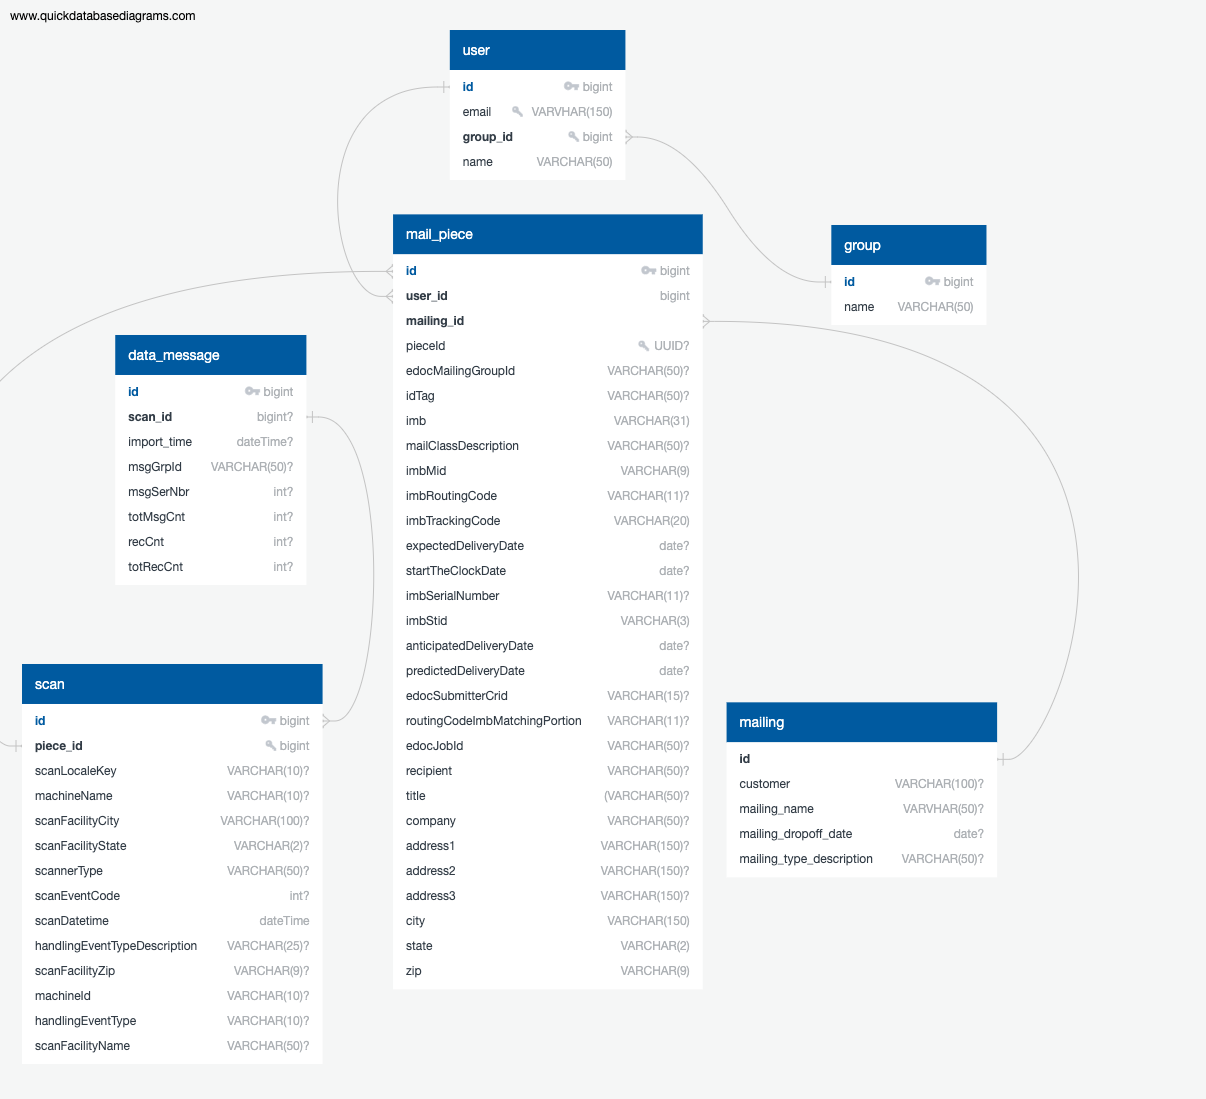 www.quickdatabasediagrams.com
user
id bigint
email VARVHAR(150)
group_id bigint
name VARCHAR(50)
mail_piece
id bigint
user_id bigint
mailing_id
pieceId UUID?
edocMailingGroupId VARCHAR(50)?
idTag VARCHAR(50)?
imb VARCHAR(31)
mailClassDescription VARCHAR(50)?
imbMid VARCHAR(9)
imbRoutingCode VARCHAR(11)?
imbTrackingCode VARCHAR(20)
expectedDeliveryDate date?
startTheClockDate date?
imbSerialNumber VARCHAR(11)?
imbStid VARCHAR(3)
anticipatedDeliveryDate date?
predictedDeliveryDate date?
edocSubmitterCrid VARCHAR(15)?
routingCodeImbMatchingPortion VARCHAR(11)?
edocJobId VARCHAR(50)?
recipient VARCHAR(50)?
title (VARCHAR(50)?
company VARCHAR(50)?
address1 VARCHAR(150)?
address2 VARCHAR(150)?
address3 VARCHAR(150)?
city VARCHAR(150)
state VARCHAR(2)
zip VARCHAR(9)
group
id bigint
name VARCHAR(50)
data_message
id bigint
scan_id bigint?
import_time dateTime?
msgGrpId VARCHAR(50)?
msgSerNbr int?
totMsgCnt int?
recCnt int?
totRecCnt int?
scan
id bigint
piece_id bigint
scanLocaleKey VARCHAR(10)?
machineName VARCHAR(10)?
scanFacilityCity VARCHAR(100)?
scanFacilityState VARCHAR(2)?
scannerType VARCHAR(50)?
scanEventCode int?
scanDatetime dateTime
handlingEventTypeDescription VARCHAR(25)?
scanFacilityZip VARCHAR(9)?
machineId VARCHAR(10)?
handlingEventType VARCHAR(10)?
scanFacilityName VARCHAR(50)?
mailing
id
customer VARCHAR(100)?
mailing_name VARVHAR(50)?
mailing_dropoff_date date?
mailing_type_description VARCHAR(50)?